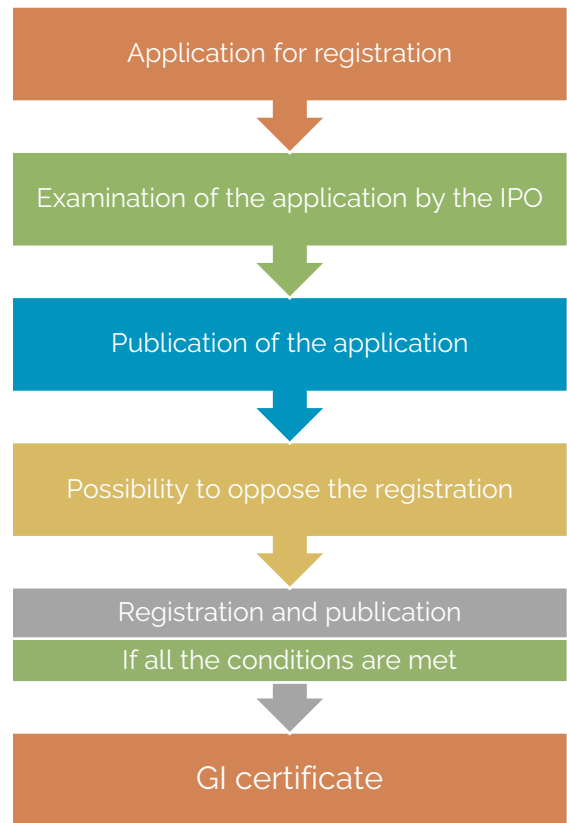 Application for registration
Examination of the application by the IPO
Publication of the application
Possibility to oppose the registration
Registration and publication
If all the conditions are met
GI certificate